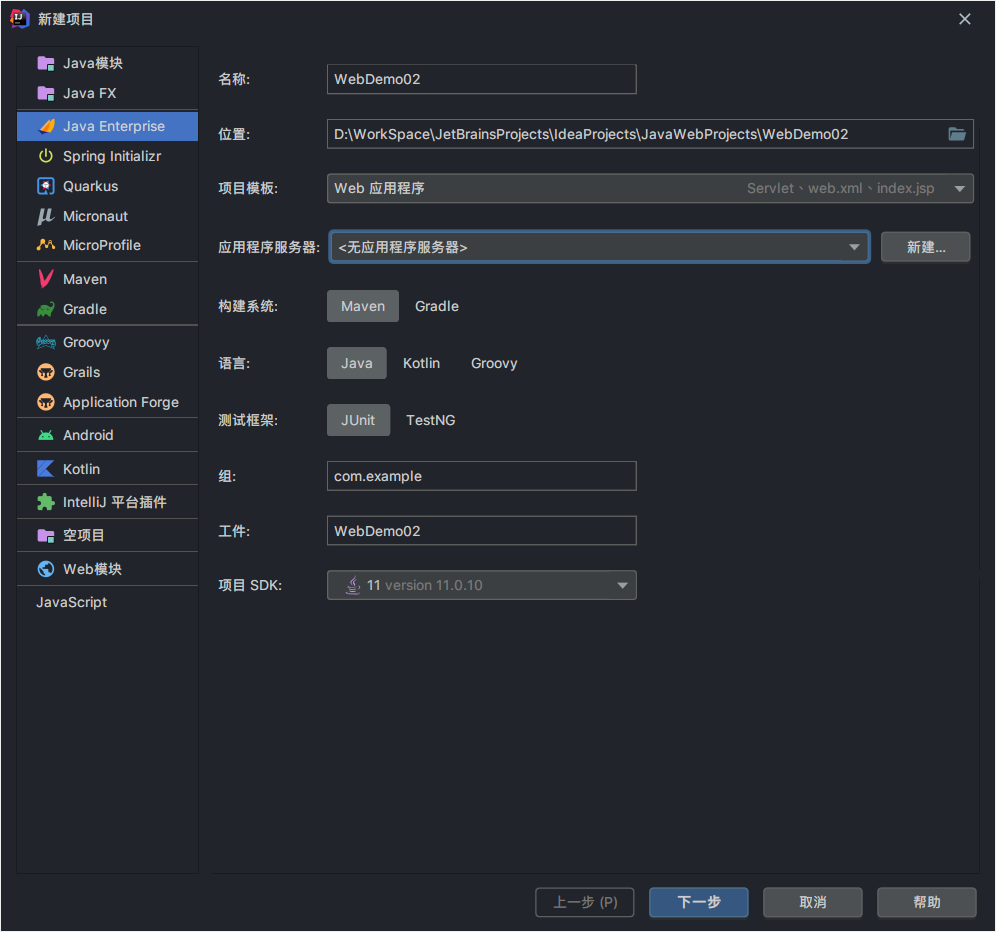 新建项目
Java模块
Java FX
Java Enterprise
Spring Initializr
Quarkus
Micronaut
MicroProfile
Maven
Gradle
Groovy
Grails
Application Forge
Android
Kotlin
IntelliJ 平台插件
空项目
Web模块
JavaScript
名称: WebDemo02
位置: D:\WorkSpace\JetBrainsProjects\IdeaProjects\JavaWebProjects\WebDemo02
项目模板: Web 应用程序 Servlet、web.xml、index.jsp
应用程序服务器: <无应用程序服务器> 新建...
构建系统: Maven Gradle
语言: Java Kotlin Groovy
测试框架: JUnit TestNG
组: com.example
工件: WebDemo02
项目 SDK: 11 version 11.0.10
上一步 (P) 下一步 取消 帮助